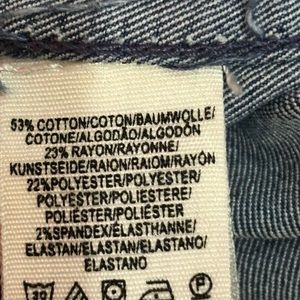 53% COTTON/COTON/BAUMWOLLE/
COTONE/ALGODÃO/ALGODÓN
23% RAYON/RAYONNE/
KUNSTSEIDE/RAION/RAIOM/RAYÓN
22% POLYESTER/POLYESTER/
POLYESTER/POLIESTERE/
POLIÉSTER/POLIÉSTER
2% SPANDEX/ÉLASTHANNE/
ELASTAN/ELASTAN/ELASTANO/
ELASTANO
30
P